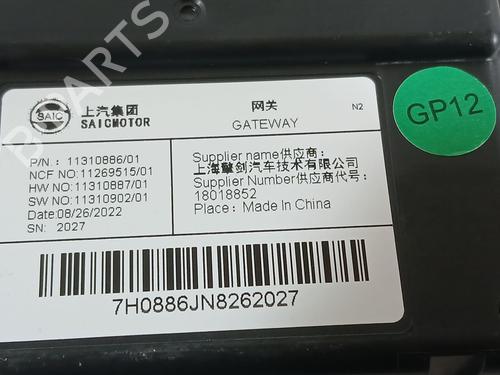 SAIC
上汽集团
SAICMOTOR
网关
GATEWAY
N2
GP12
P/N: 11310886/01
NCF NO:11269515/01
HW NO:11310887/01
SW NO:11310902/01
Date:08/26/2022
SN: 2027
Supplier name供应商:
上海擎剑汽车技术有限公司
Supplier Number供应商代号:
18018852
Place: Made In China
7H0886JN8262027
B PARTS